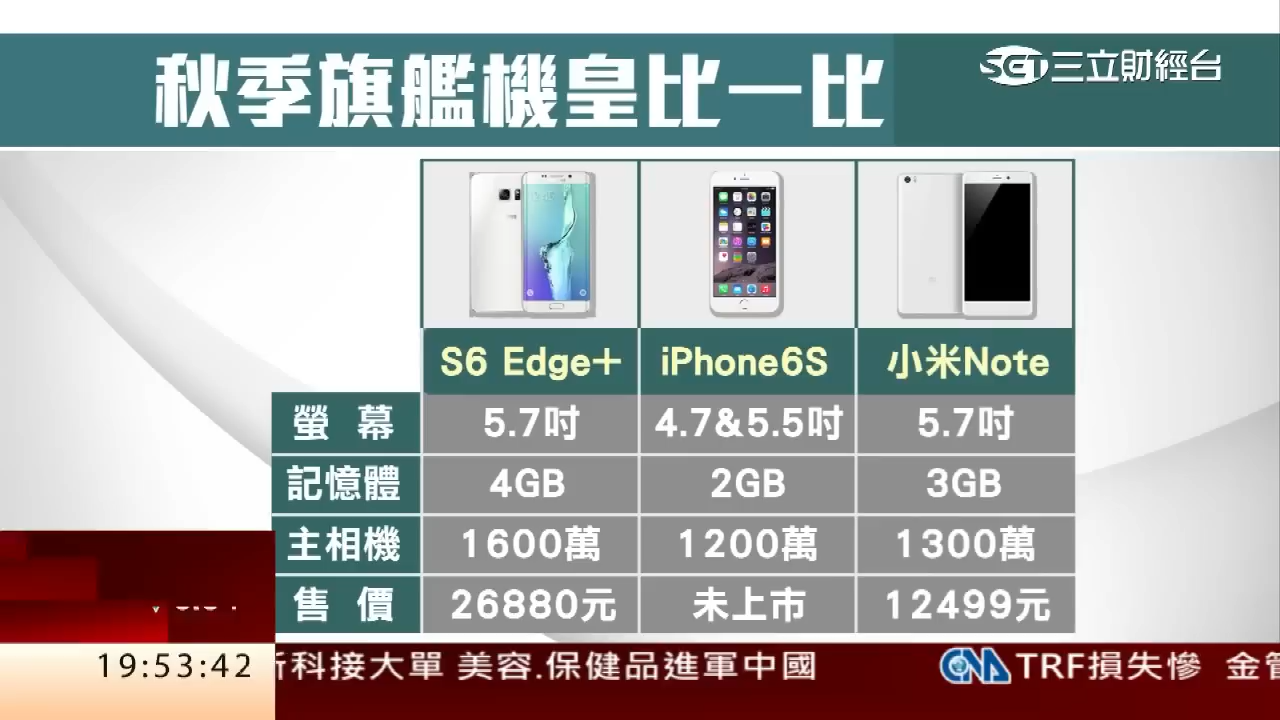 秋季旗艦機皇比一比
SET 三立財經台
S6 Edge+ iPhone6S 小米Note
螢幕 5.7吋 4.7&5.5吋 5.7吋
記憶體 4GB 2GB 3GB
主相機 1600萬 1200萬 1300萬
售價 26880元 未上市 12499元
19:53:42 科接大單 美容.保健品進軍中國 CNA TRF損失慘 金